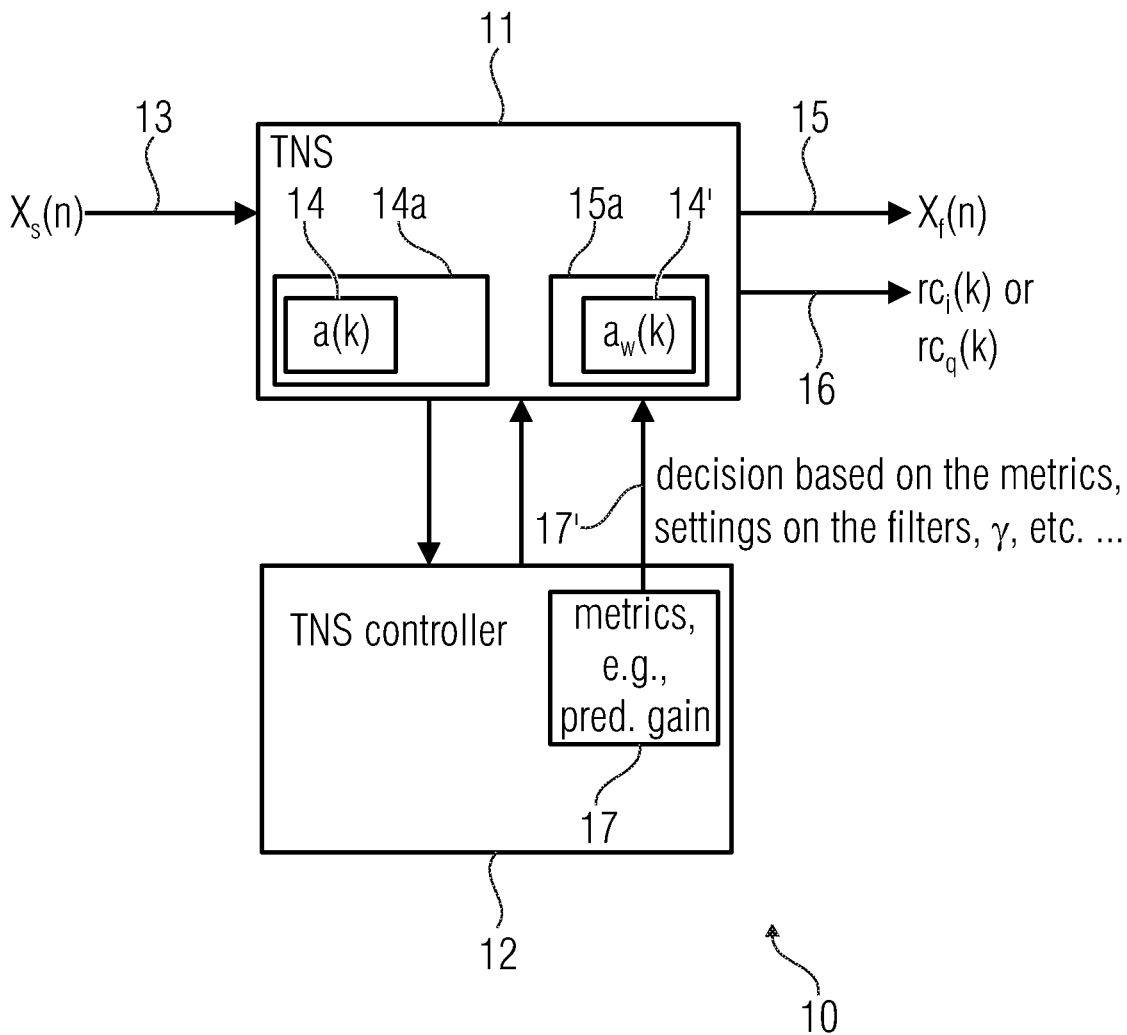 11
13
15
TNS
X_s(n)
14
14a
15a
14'
X_f(n)
a(k)
a_w(k)
rc_i(k) or
rc_q(k)
16
decision based on the metrics,
17'
settings on the filters, γ, etc. ...
TNS controller
metrics,
e.g.,
pred. gain
17
12
10